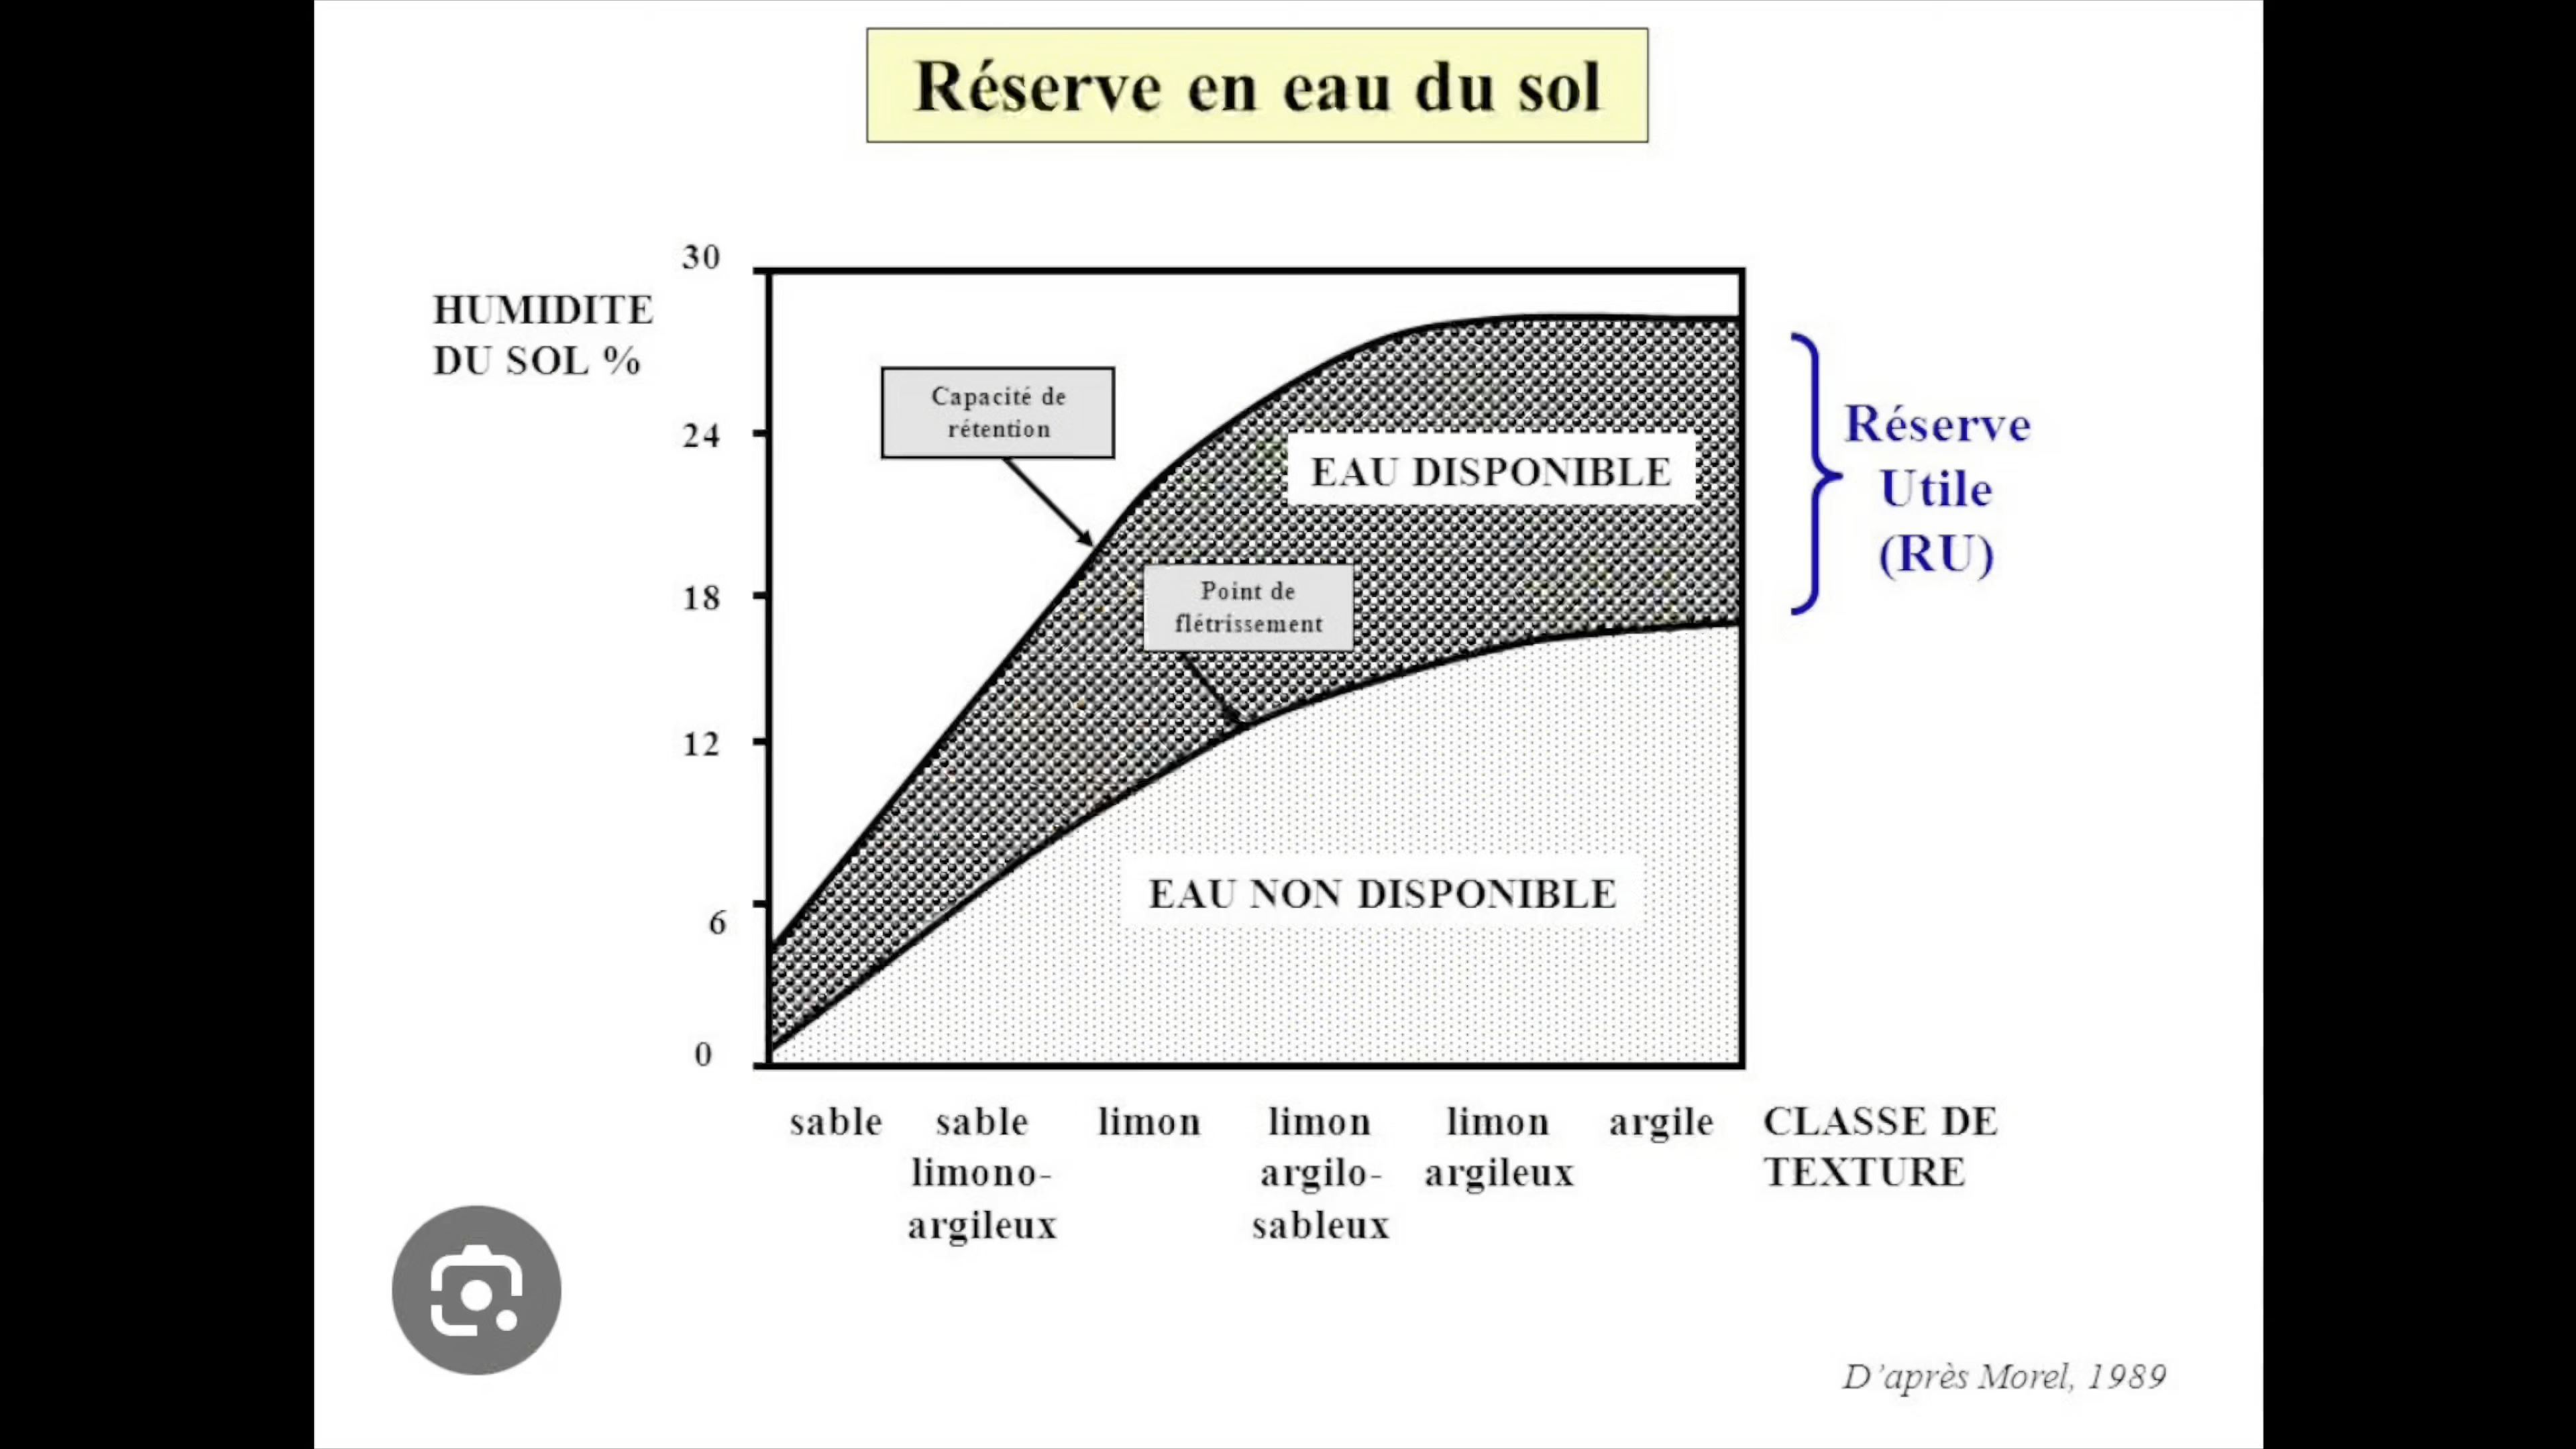 Réserve en eau du sol
30
HUMIDITE
DU SOL %
Capacité de
rétention
24
EAU DISPONIBLE
Réserve
Utile
(RU)
18
Point de
flétrissement
12
6
EAU NON DISPONIBLE
0
sable
sable
limono-
argileux
limon
limon
argilo-
sableux
limon
argileux
argile
CLASSE DE
TEXTURE
D'après Morel, 1989